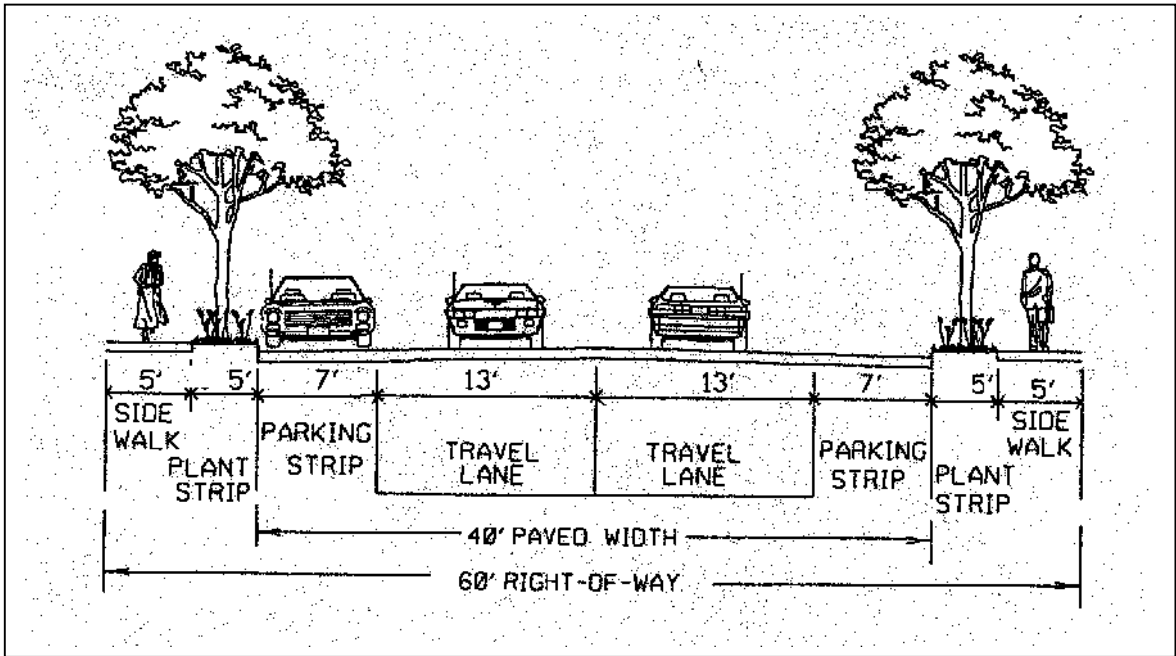 5' 5' 7' 13' 13' 7' 5' 5'
SIDE WALK
PLANT STRIP
PARKING STRIP
TRAVEL LANE
TRAVEL LANE
PARKING STRIP
PLANT STRIP
SIDE WALK
40' PAVED WIDTH
60' RIGHT-OF-WAY